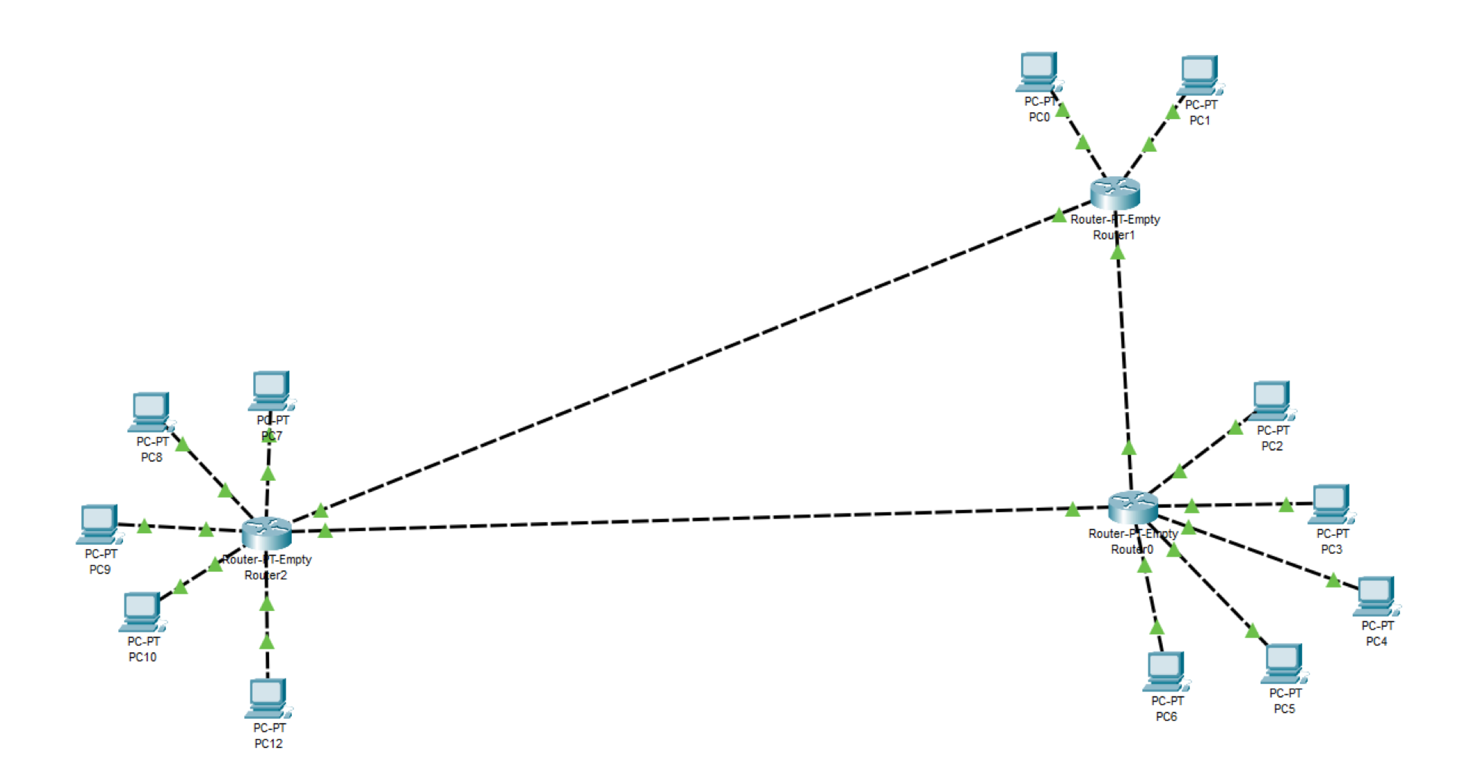 PC-PT
PC0
PC-PT
PC1
Router-PT-Empty
Router1
PC-PT
PC7
PC-PT
PC8
PC-PT
PC2
PC-PT
PC9
Router-PT-Empty
Router2
Router-PT-Empty
Router0
PC-PT
PC3
PC-PT
PC10
PC-PT
PC4
PC-PT
PC5
PC-PT
PC6
PC-PT
PC12